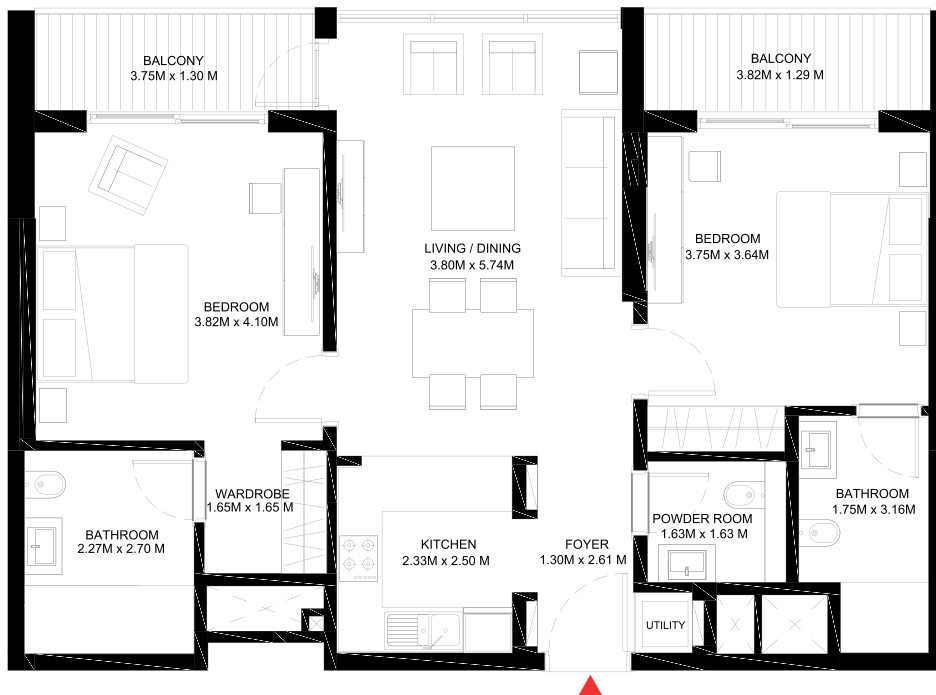 BALCONY
3.75M x 1.30 M
BALCONY
3.82M x 1.29 M
LIVING / DINING
3.80M x 5.74M
BEDROOM
3.75M x 3.64M
BEDROOM
3.82M x 4.10M
WARDROBE
1.65M x 1.65 M
BATHROOM
1.75M x 3.16M
POWDER ROOM
1.63M x 1.63 M
BATHROOM
2.27M x 2.70 M
KITCHEN
2.33M x 2.50 M
FOYER
1.30M x 2.61 M
UTILITY